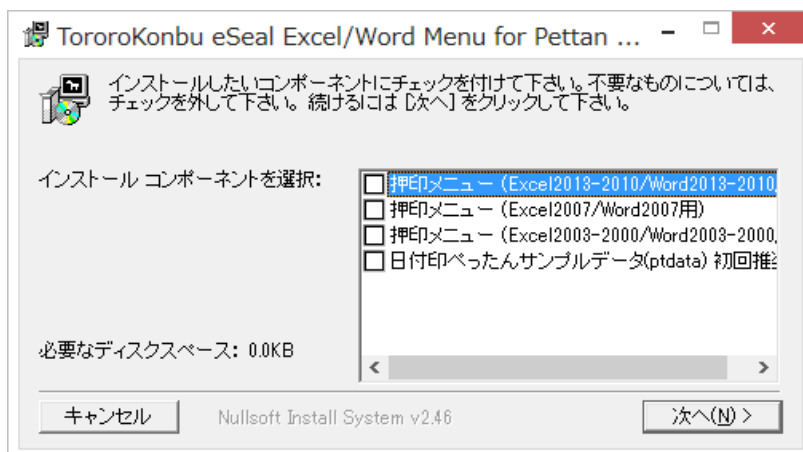 TororoKonbu eSeal Excel/Word Menu for Pettan ...
インストールしたいコンポーネントにチェックを付けて下さい。不要なものについては、
チェックを外して下さい。 続けるには [次へ] をクリックして下さい。
インストール コンポーネントを選択:
押印メニュー (Excel2013-2010/Word2013-2010
押印メニュー (Excel2007/Word2007用)
押印メニュー (Excel2003-2000/Word2003-2000
日付印ぺったんサンプルデータ(ptdata) 初回推
必要なディスクスペース: 0.0KB
キャンセル
Nullsoft Install System v2.46
次へ(N) >